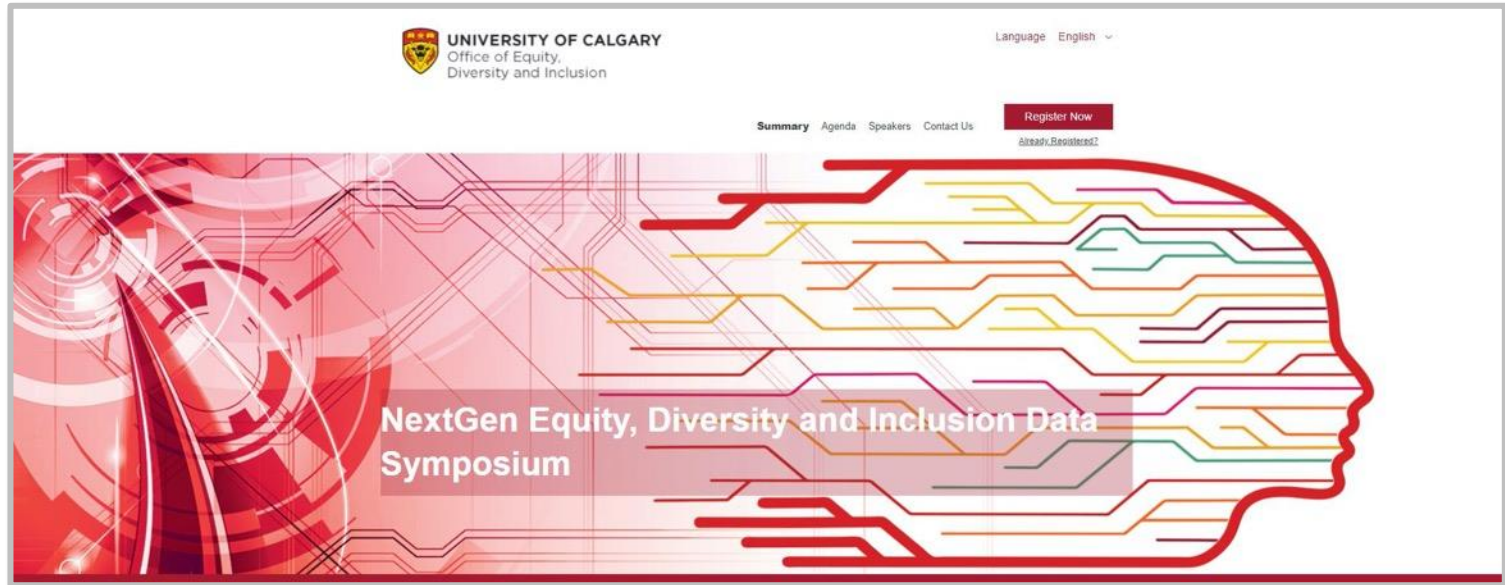 UNIVERSITY OF CALGARY
Office of Equity,
Diversity and Inclusion
Language English
Summary Agenda Speakers Contact Us Register Now
Already Registered?
NextGen Equity, Diversity and Inclusion Data
Symposium